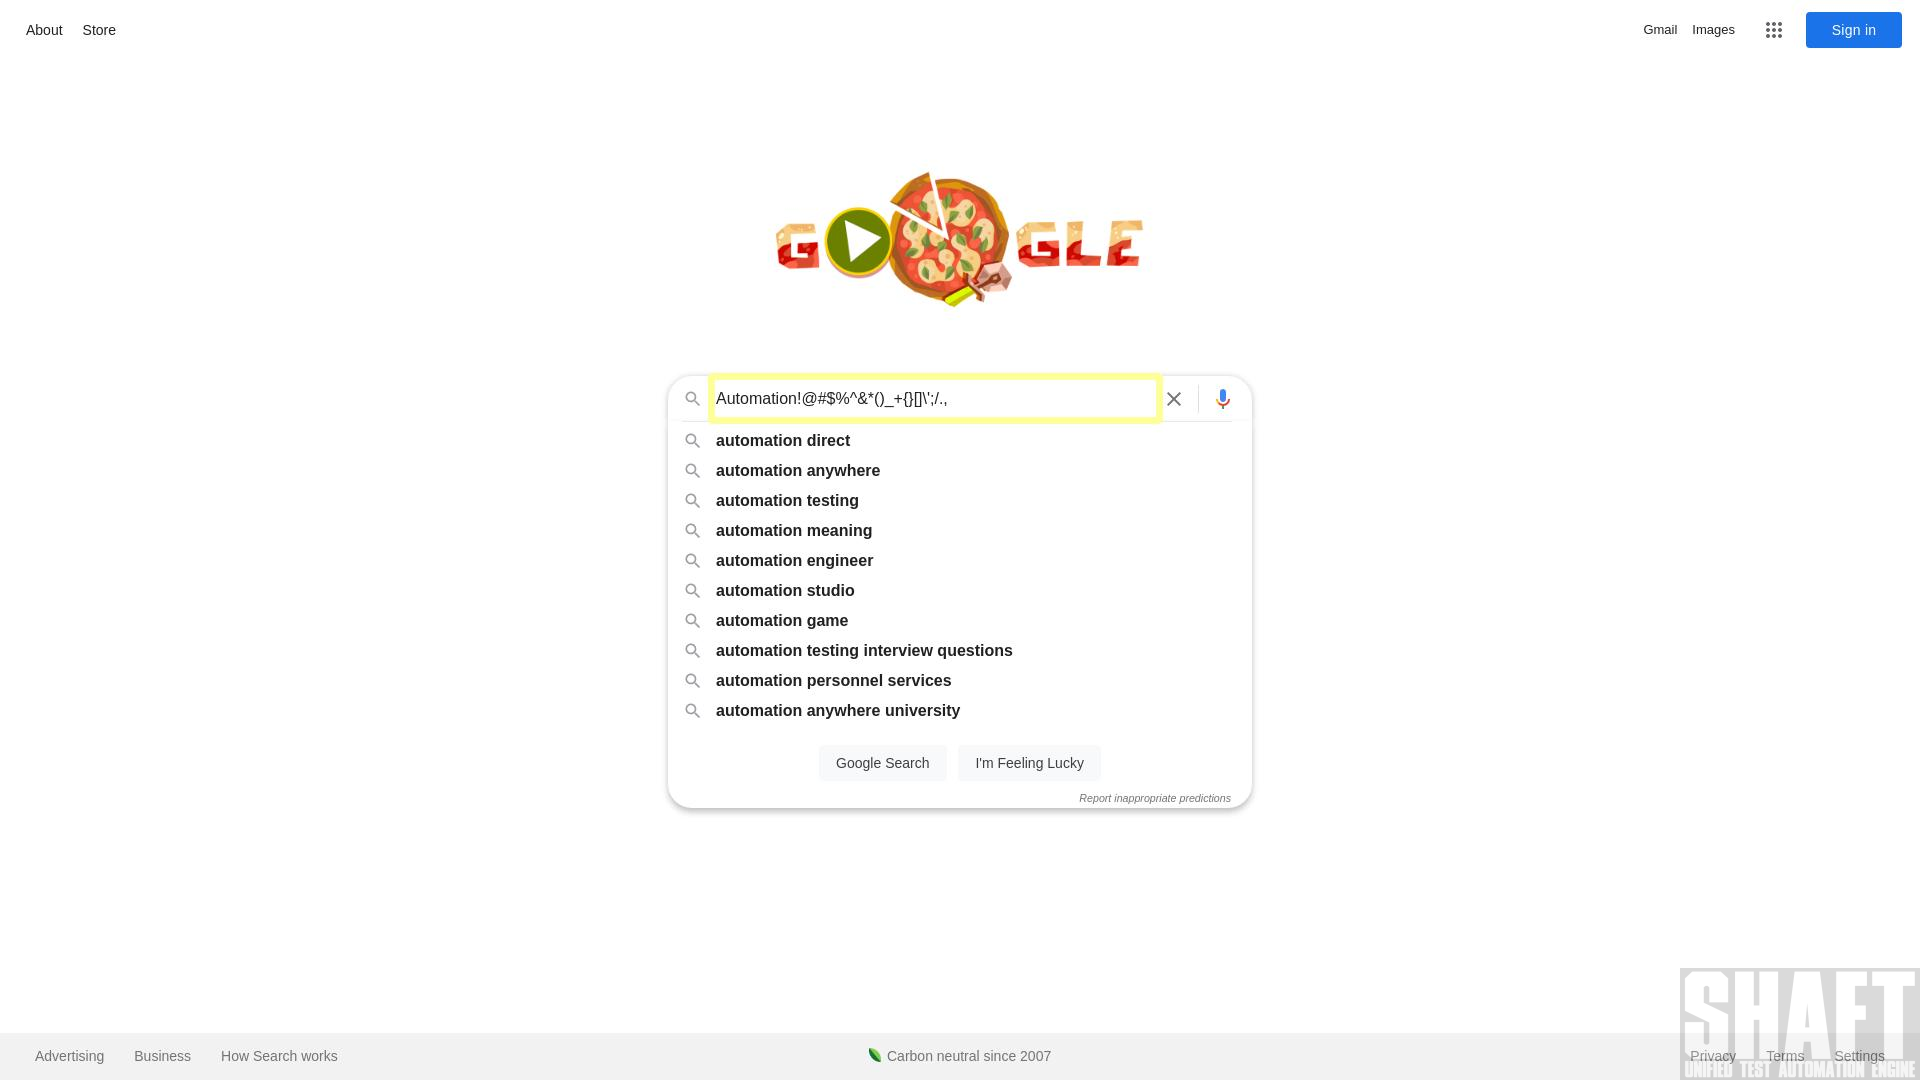 About Store Gmail Images Sign in
GOOGLE
Automation!@#$%^&*()_+{}[]\';/.,
automation direct
automation anywhere
automation testing
automation meaning
automation engineer
automation studio
automation game
automation testing interview questions
automation personnel services
automation anywhere university
Google Search I'm Feeling Lucky
Report inappropriate predictions
SHAFT
Advertising Business How Search works Carbon neutral since 2007 Privacy Terms Settings
UNIFIED TEST AUTOMATION ENGINE